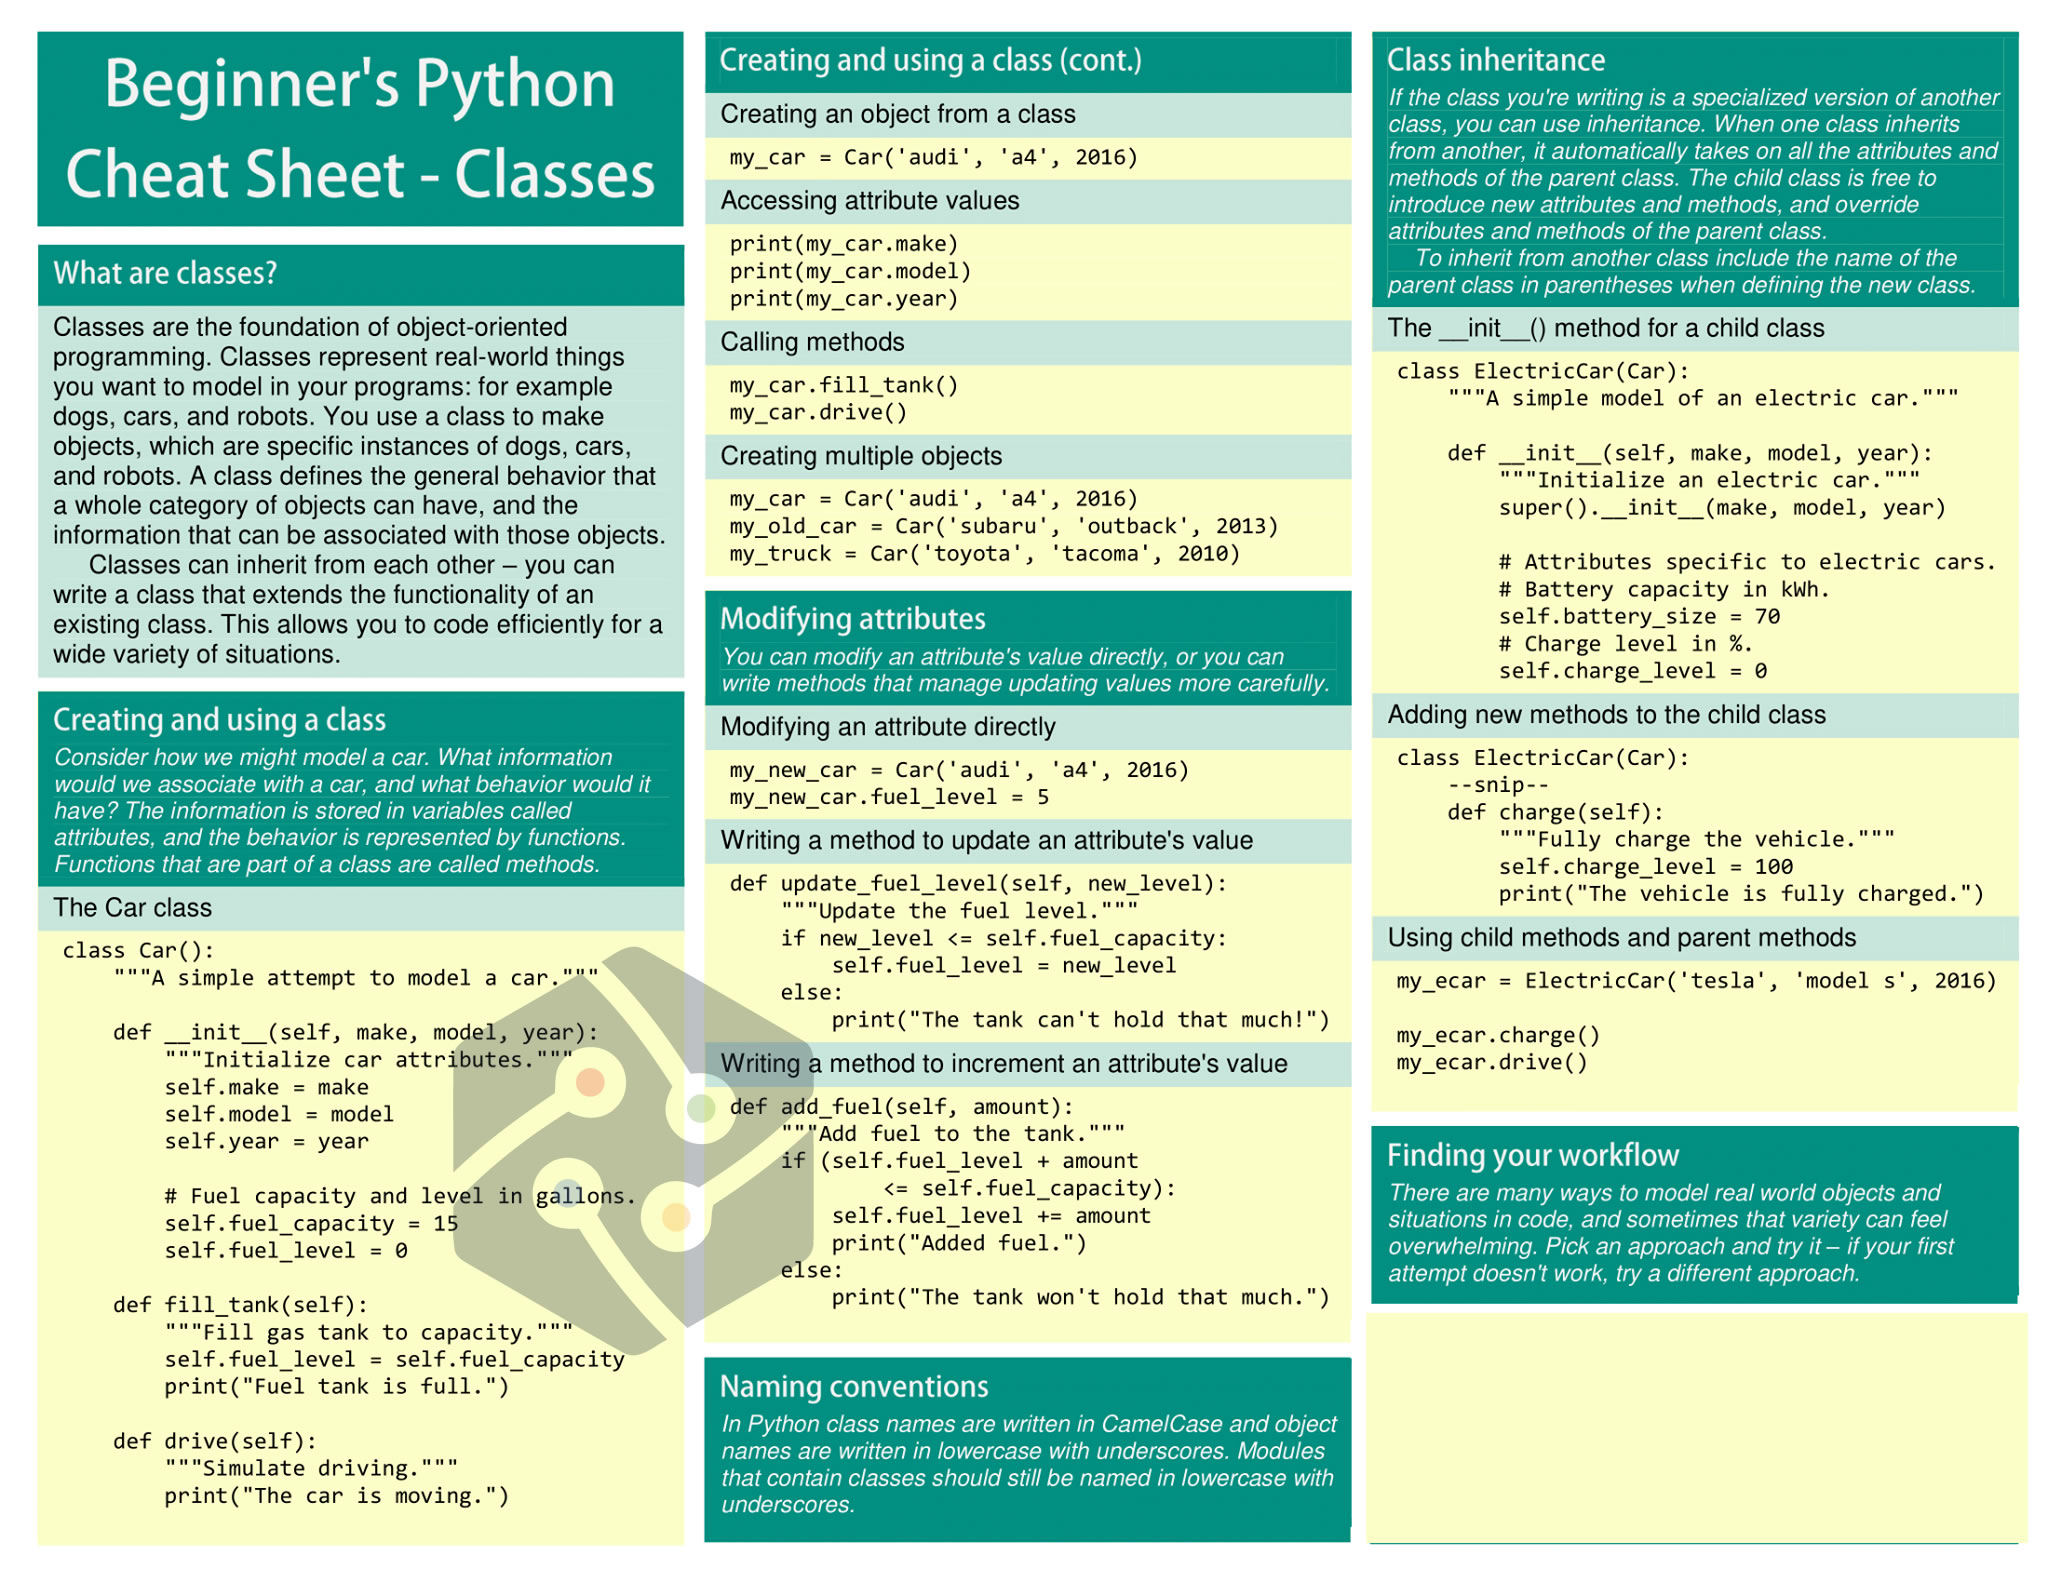 Beginner's Python
Cheat Sheet - Classes
What are classes?
Classes are the foundation of object-oriented
programming. Classes represent real-world things
you want to model in your programs: for example
dogs, cars, and robots. You use a class to make
objects, which are specific instances of dogs, cars,
and robots. A class defines the general behavior that
a whole category of objects can have, and the
information that can be associated with those objects.
    Classes can inherit from each other – you can
write a class that extends the functionality of an
existing class. This allows you to code efficiently for a
wide variety of situations.
Creating and using a class
Consider how we might model a car. What information
would we associate with a car, and what behavior would it
have? The information is stored in variables called
attributes, and the behavior is represented by functions.
Functions that are part of a class are called methods.
The Car class
class Car():
    """A simple attempt to model a car."""

    def __init__(self, make, model, year):
        """Initialize car attributes."""
        self.make = make
        self.model = model
        self.year = year

        # Fuel capacity and level in gallons.
        self.fuel_capacity = 15
        self.fuel_level = 0

    def fill_tank(self):
        """Fill gas tank to capacity."""
        self.fuel_level = self.fuel_capacity
        print("Fuel tank is full.")

    def drive(self):
        """Simulate driving."""
        print("The car is moving.")
Creating and using a class (cont.)
Creating an object from a class
my_car = Car('audi', 'a4', 2016)
Accessing attribute values
print(my_car.make)
print(my_car.model)
print(my_car.year)
Calling methods
my_car.fill_tank()
my_car.drive()
Creating multiple objects
my_car = Car('audi', 'a4', 2016)
my_old_car = Car('subaru', 'outback', 2013)
my_truck = Car('toyota', 'tacoma', 2010)
Modifying attributes
You can modify an attribute's value directly, or you can
write methods that manage updating values more carefully.
Modifying an attribute directly
my_new_car = Car('audi', 'a4', 2016)
my_new_car.fuel_level = 5
Writing a method to update an attribute's value
def update_fuel_level(self, new_level):
    """Update the fuel level."""
    if new_level <= self.fuel_capacity:
        self.fuel_level = new_level
    else:
        print("The tank can't hold that much!")
Writing a method to increment an attribute's value
def add_fuel(self, amount):
    """Add fuel to the tank."""
    if (self.fuel_level + amount
            <= self.fuel_capacity):
        self.fuel_level += amount
        print("Added fuel.")
    else:
        print("The tank won't hold that much.")
Naming conventions
In Python class names are written in CamelCase and object
names are written in lowercase with underscores. Modules
that contain classes should still be named in lowercase with
underscores.
Class inheritance
If the class you're writing is a specialized version of another
class, you can use inheritance. When one class inherits
from another, it automatically takes on all the attributes and
methods of the parent class. The child class is free to
introduce new attributes and methods, and override
attributes and methods of the parent class.
    To inherit from another class include the name of the
parent class in parentheses when defining the new class.
The __init__() method for a child class
class ElectricCar(Car):
    """A simple model of an electric car."""

    def __init__(self, make, model, year):
        """Initialize an electric car."""
        super().__init__(make, model, year)

        # Attributes specific to electric cars.
        # Battery capacity in kWh.
        self.battery_size = 70
        # Charge level in %.
        self.charge_level = 0
Adding new methods to the child class
class ElectricCar(Car):
    --snip--
    def charge(self):
        """Fully charge the vehicle."""
        self.charge_level = 100
        print("The vehicle is fully charged.")
Using child methods and parent methods
my_ecar = ElectricCar('tesla', 'model s', 2016)

my_ecar.charge()
my_ecar.drive()
Finding your workflow
There are many ways to model real world objects and
situations in code, and sometimes that variety can feel
overwhelming. Pick an approach and try it – if your first
attempt doesn't work, try a different approach.